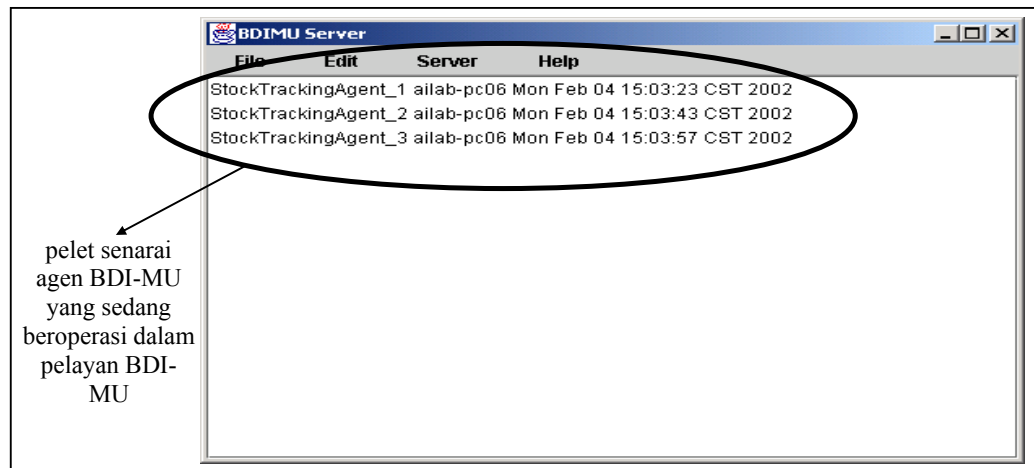 BDIMU Server
File Edit Server Help
StockTrackingAgent_1 ailab-pc06 Mon Feb 04 15:03:23 CST 2002
StockTrackingAgent_2 ailab-pc06 Mon Feb 04 15:03:43 CST 2002
StockTrackingAgent_3 ailab-pc06 Mon Feb 04 15:03:57 CST 2002
pelet senarai
agen BDI-MU
yang sedang
beroperasi dalam
pelayan BDI-
MU